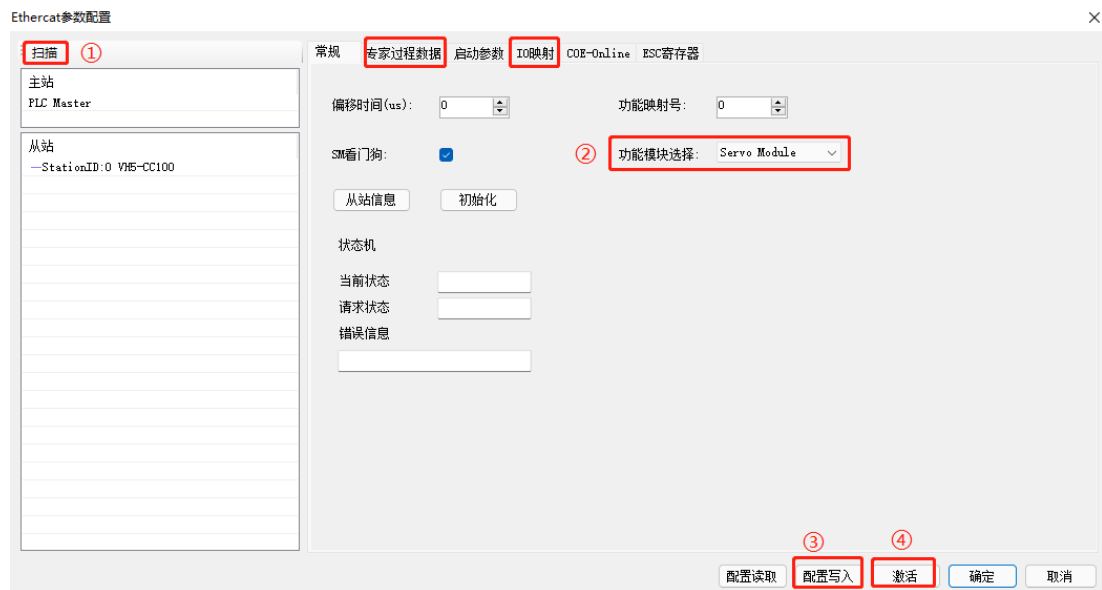 Ethercat参数配置
扫描 ①
常规 专家过程数据 启动参数 IO映射 COE-Online ESC寄存器
主站
PLC Master
从站
StationID:0 VH5-CC100
偏移时间(us): 0 功能映射号: 0
SM看门狗: ② 功能模块选择: Servo Module
从站信息 初始化
状态机
当前状态
请求状态
错误信息
③ ④
配置读取 配置写入 激活 确定 取消